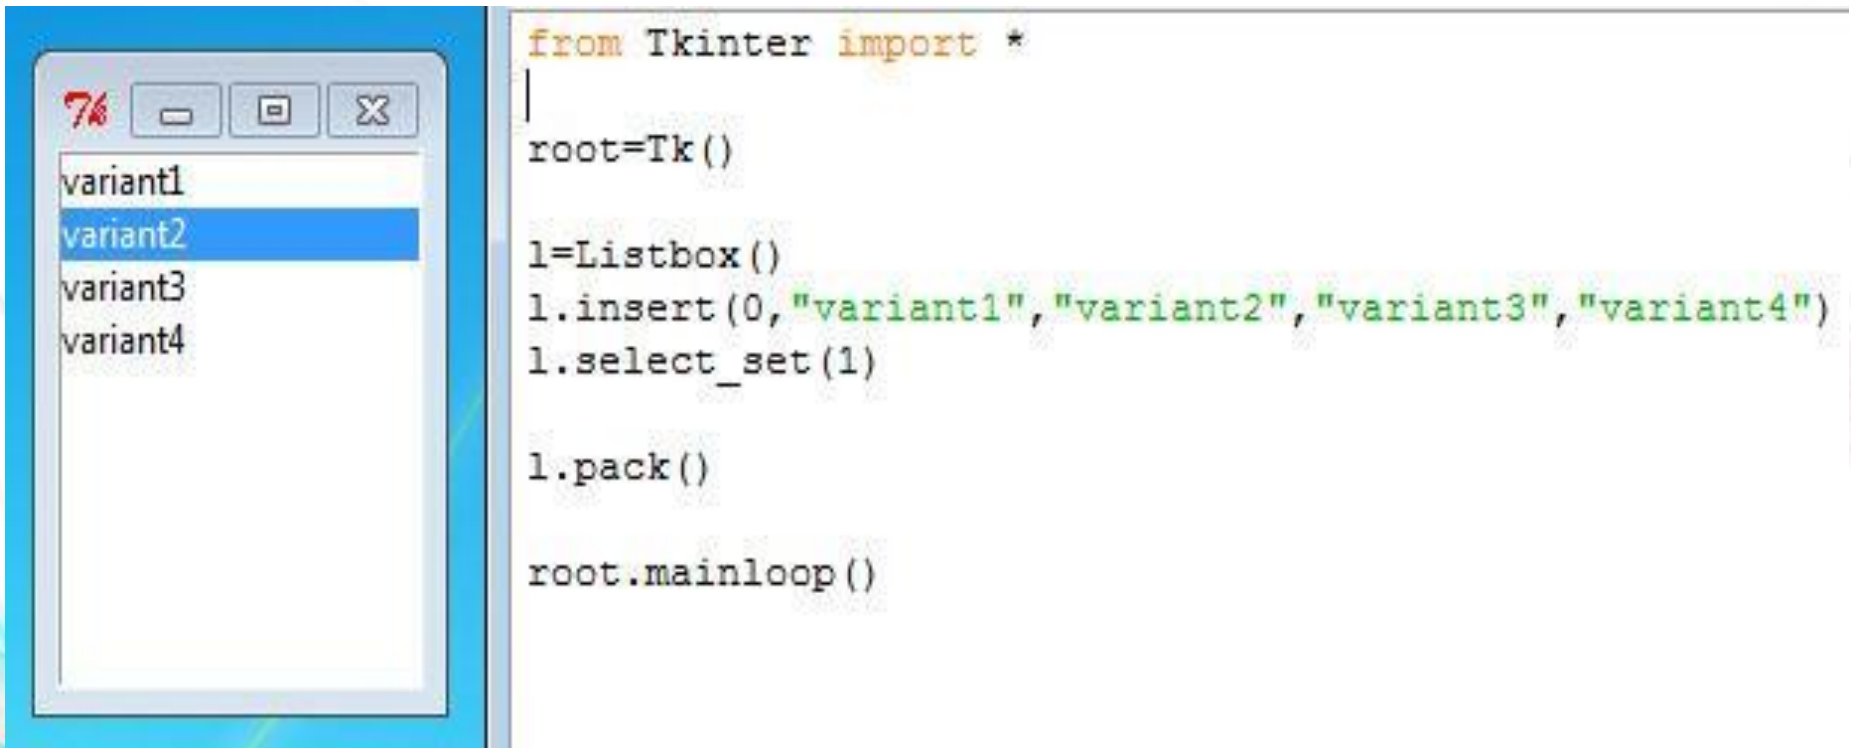 variant1
variant2
variant3
variant4
from Tkinter import *
root=Tk()
l=Listbox()
l.insert(0,"variant1","variant2","variant3","variant4")
l.select_set(1)
l.pack()
root.mainloop()